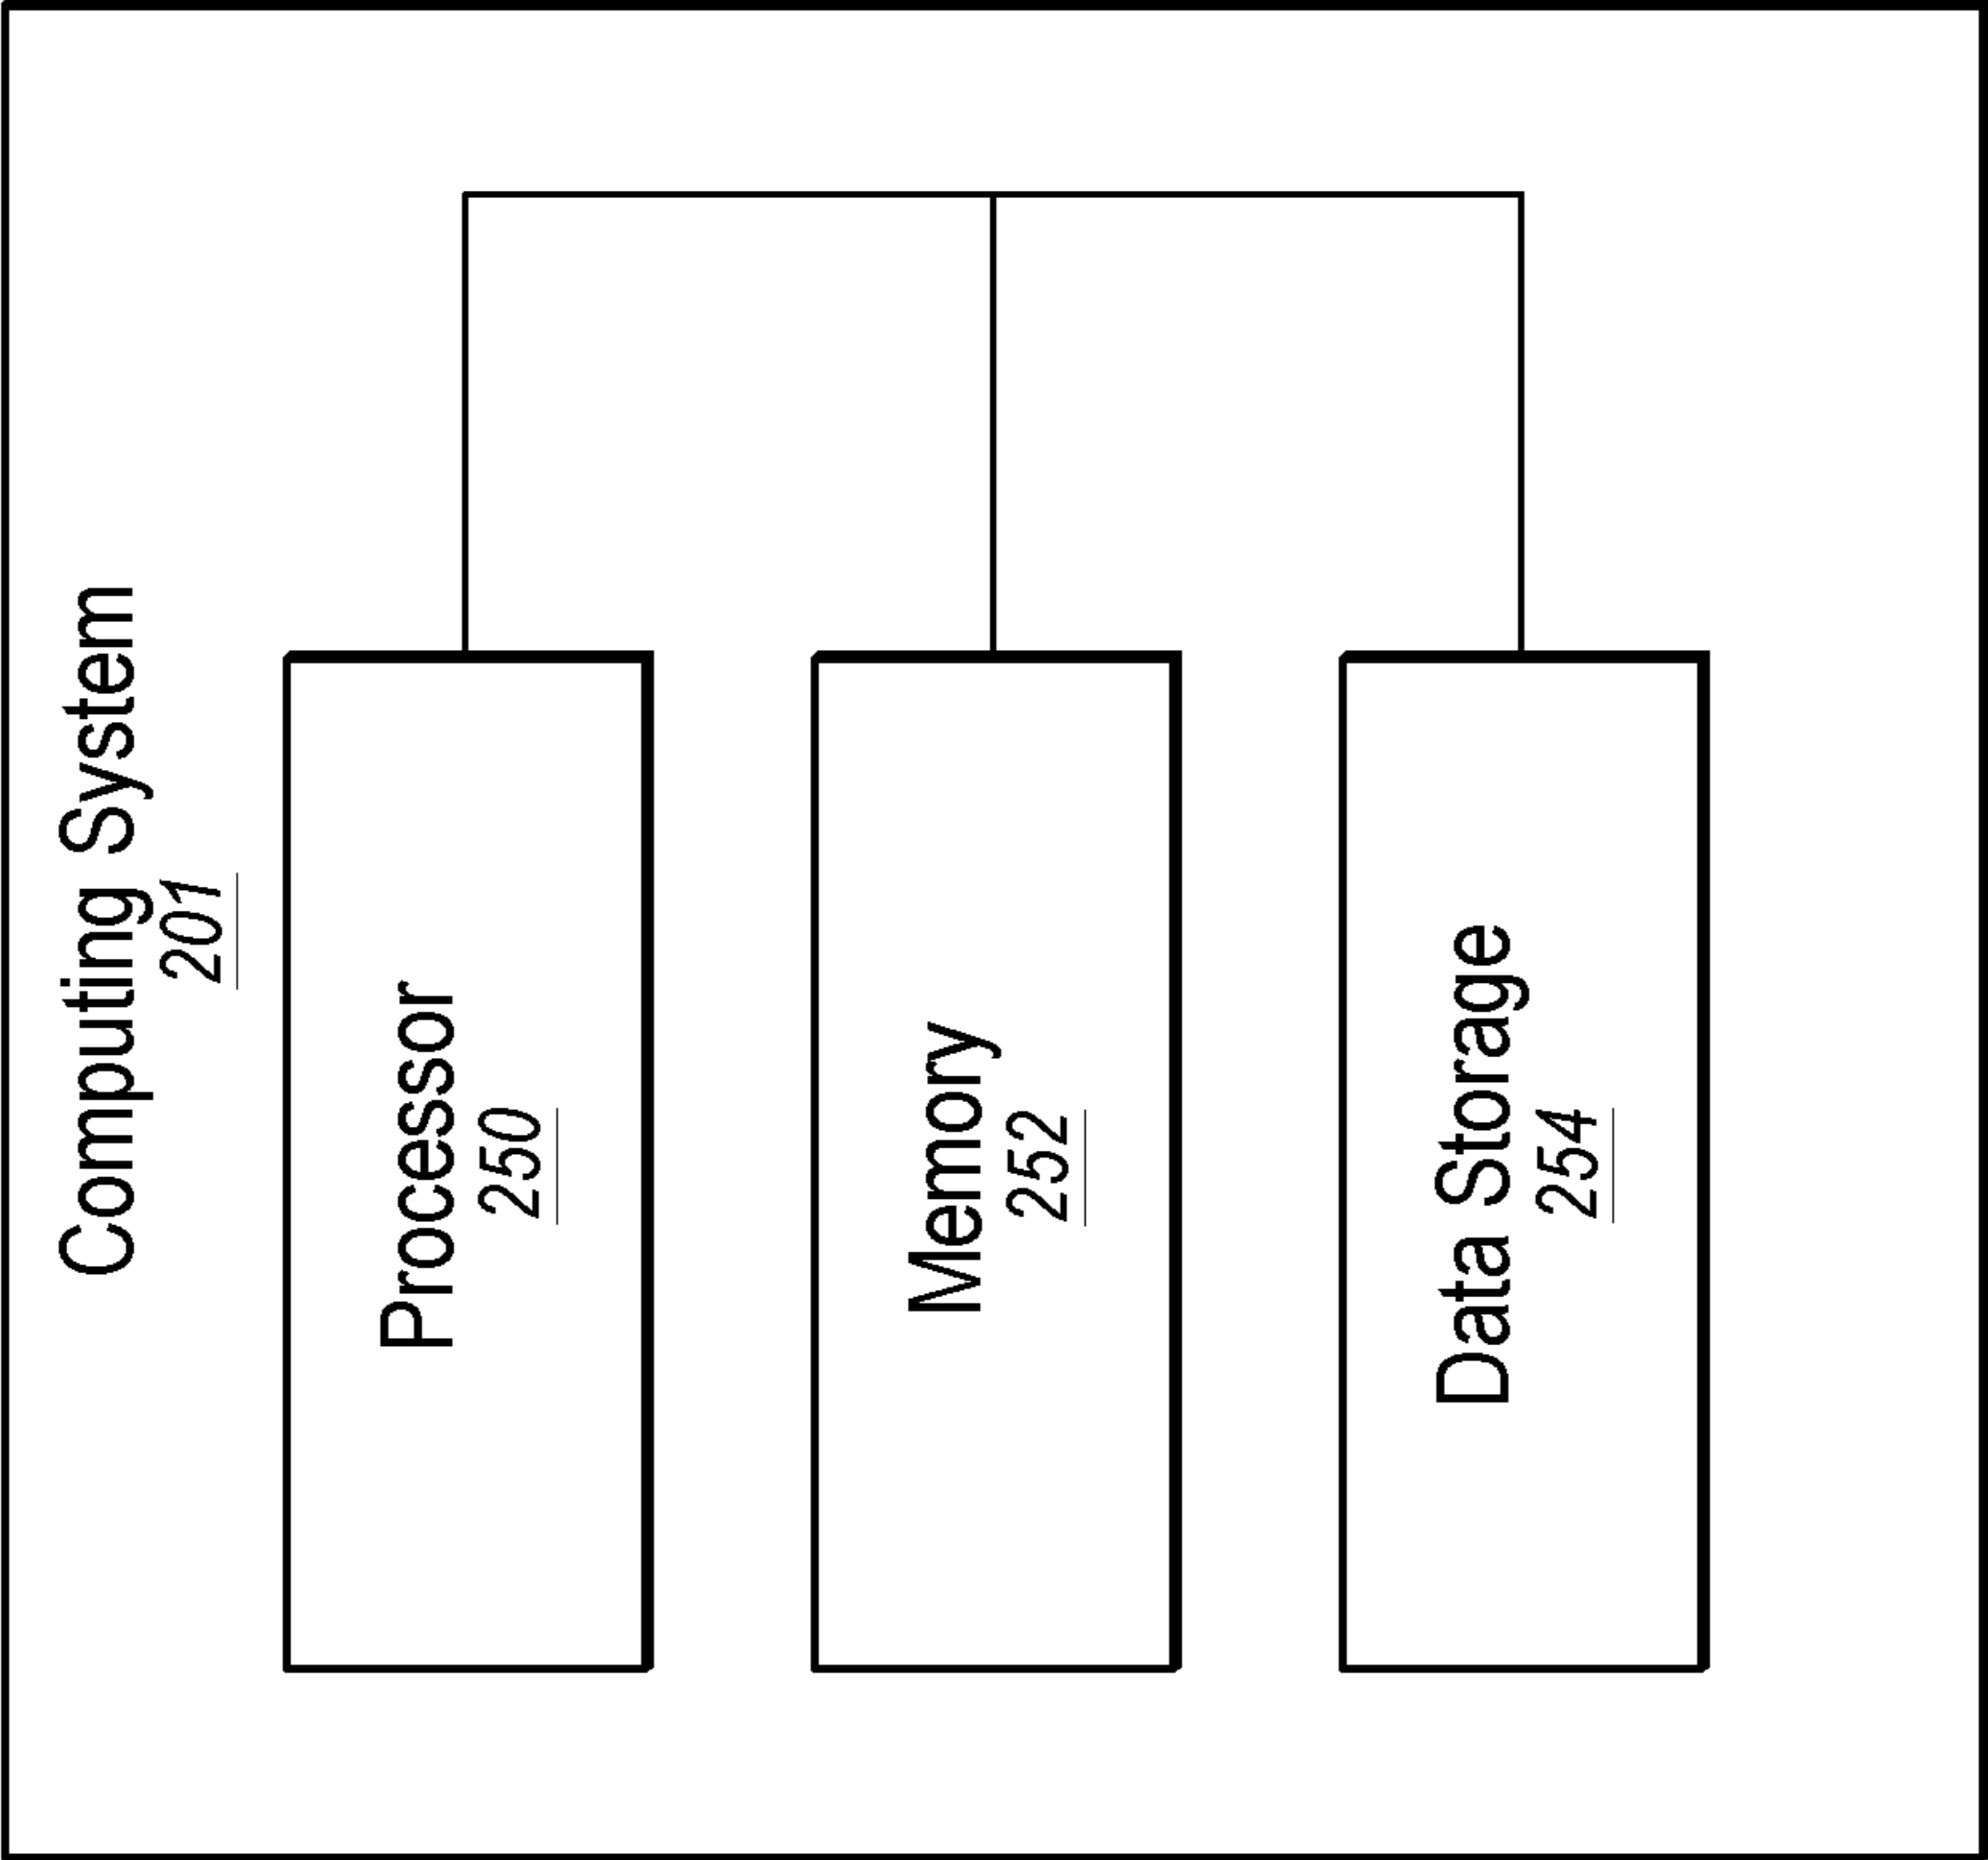 Computing System
201
Processor
250
Memory
252
Data Storage
254